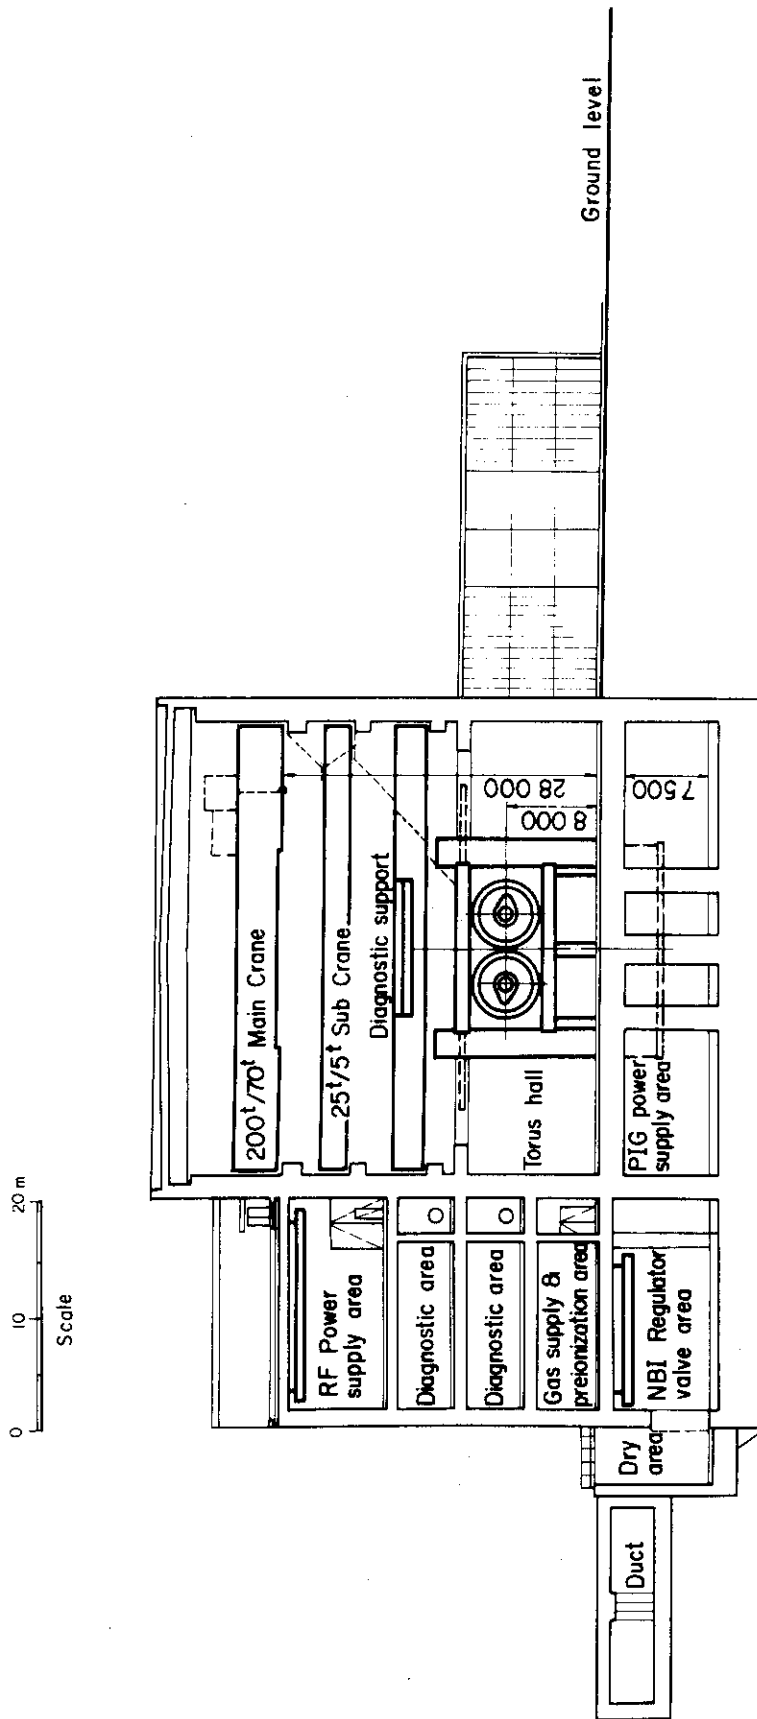 0 10 20 m
Scale
200t/70t Main Crane
25t/5t Sub Crane
Diagnostic support
RF Power
supply area
Diagnostic area
Diagnostic area
Gas supply &
preionization area
NBI Regulator
valve area
Torus hall
PIG power
supply area
28 000
8 000
7500
Dry
area
Duct
Ground level